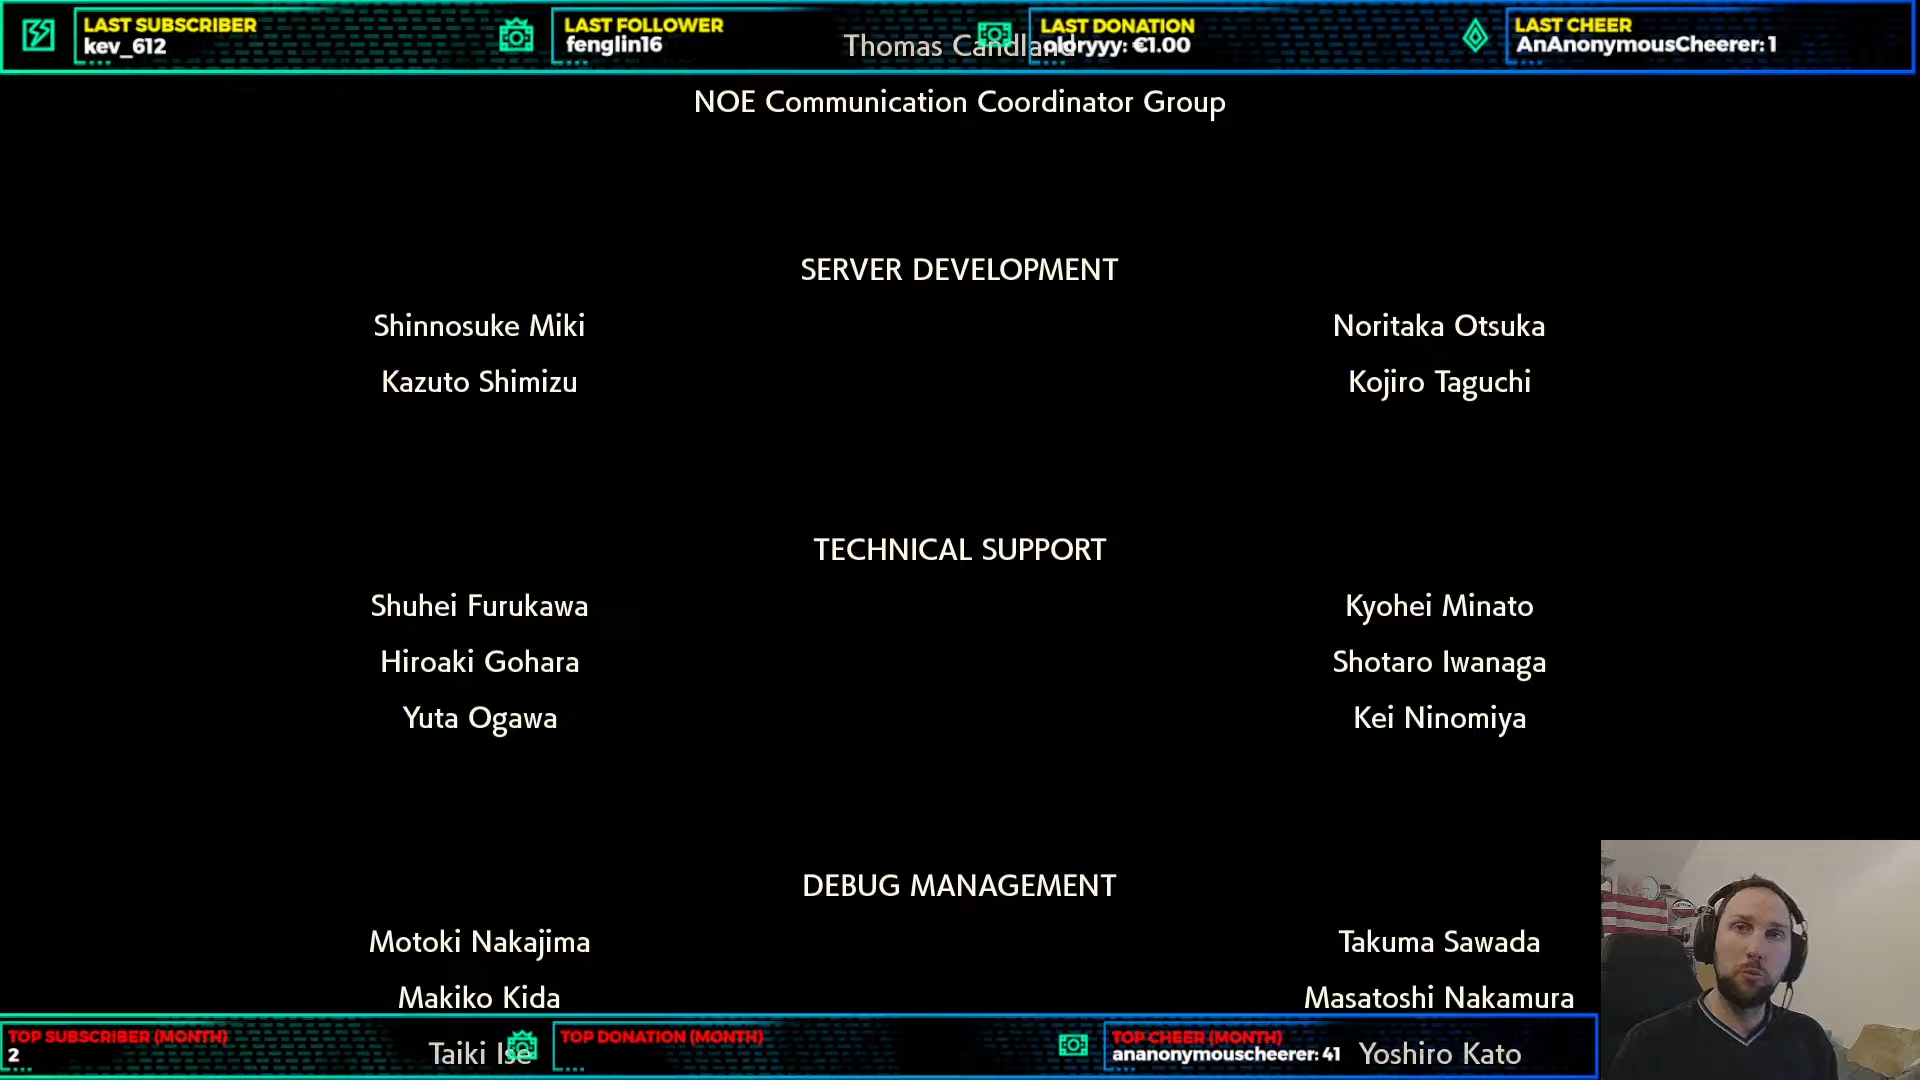 LAST SUBSCRIBER
kev_612
LAST FOLLOWER
fenglin16
LAST DONATION
€1.00
LAST CHEER
AnAnonymousCheerer: 1
Thomas
NOE Communication Coordinator Group
SERVER DEVELOPMENT
Shinnosuke Miki
Noritaka Otsuka
Kazuto Shimizu
Kojiro Taguchi
TECHNICAL SUPPORT
Shuhei Furukawa
Kyohei Minato
Hiroaki Gohara
Shotaro Iwanaga
Yuta Ogawa
Kei Ninomiya
DEBUG MANAGEMENT
Motoki Nakajima
Takuma Sawada
Makiko Kida
Masatoshi Nakamura
TOP SUBSCRIBER (MONTH)
2
Taiki Ise
TOP DONATION (MONTH)
TOP CHEER (MONTH)
ananonymouscheerer: 41
Yoshiro Kato